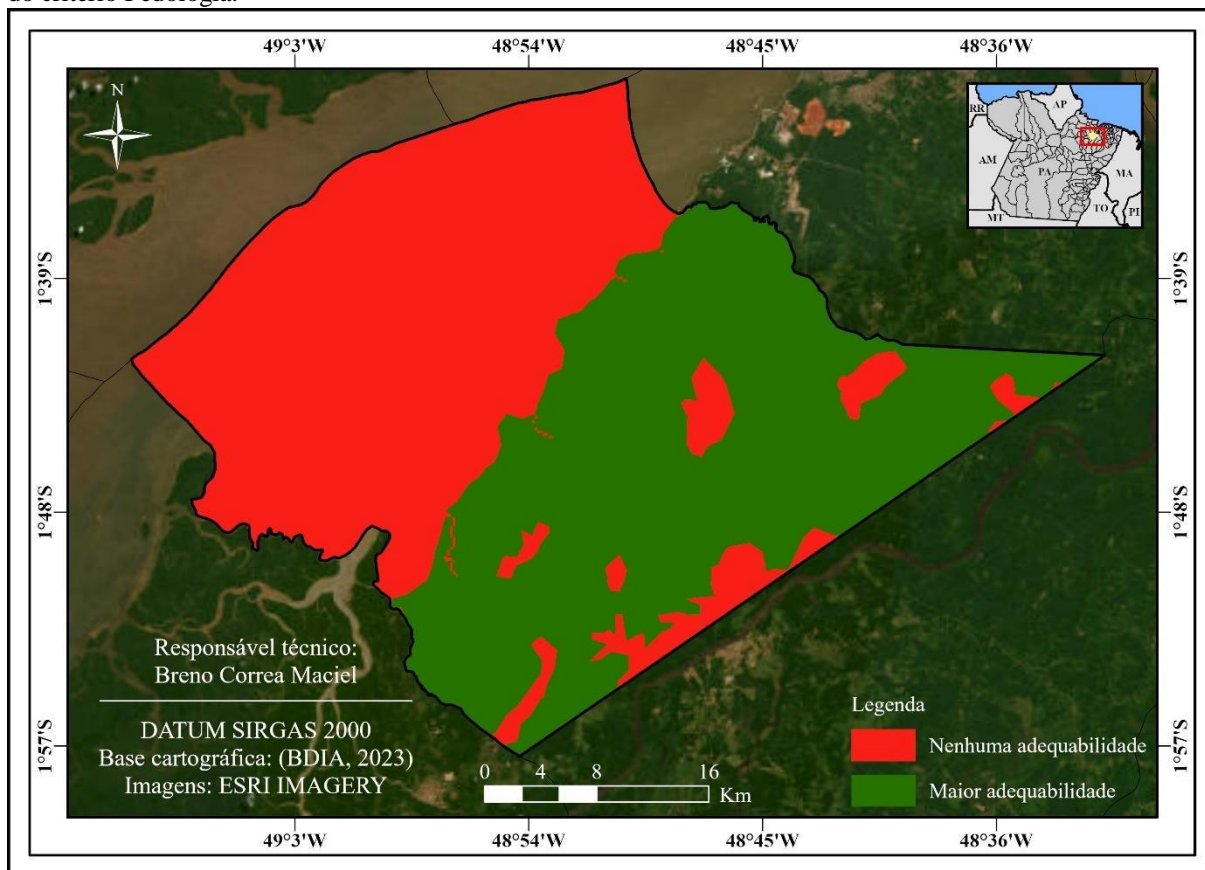 do critério Pedologia.
49°3'W 48°54'W 48°45'W 48°36'W
N
RR
AP
AM
PA
MA
MT
TO
PI
1°39'S 1°39'S
1°48'S 1°48'S
1°57'S 1°57'S
Responsável técnico:
Breno Correa Maciel
DATUM SIRGAS 2000
Base cartográfica: (BDIA, 2023)
Imagens: ESRI IMAGERY
0 4 8 16
Km
Legenda
Nenhuma adequabilidade
Maior adequabilidade
49°3'W 48°54'W 48°45'W 48°36'W